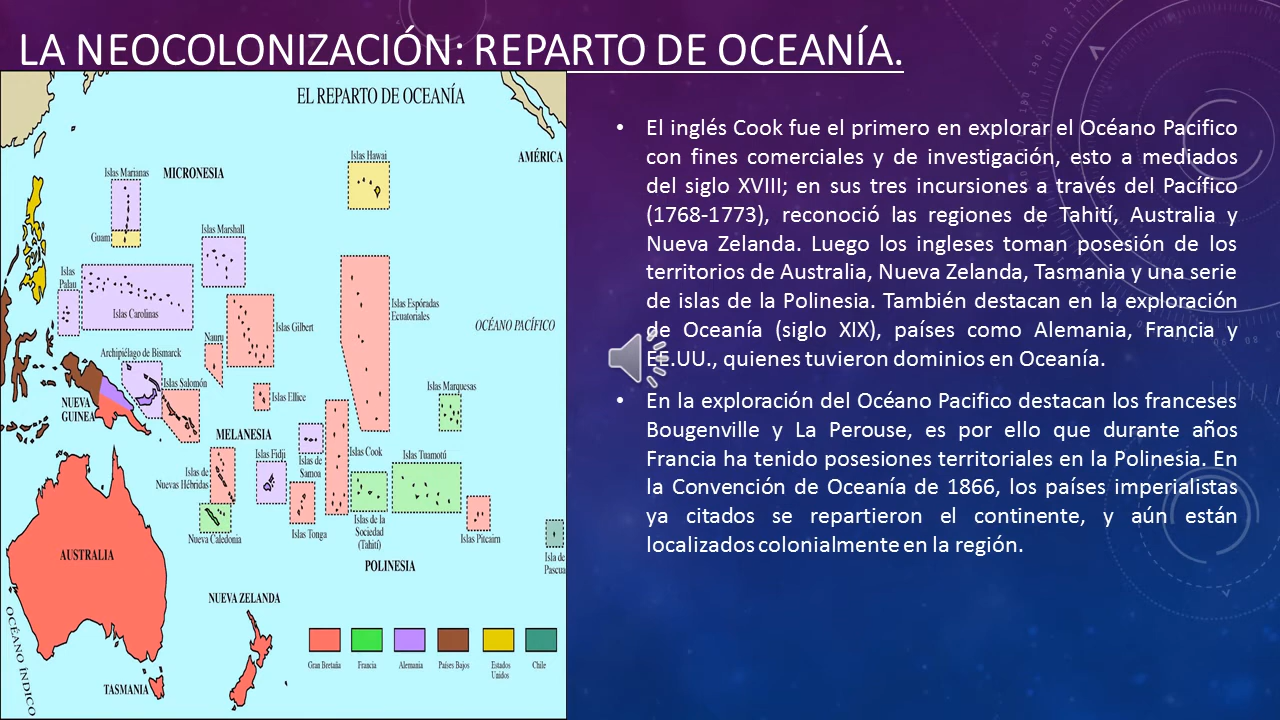 LA NEOCOLONIZACIÓN: REPARTO DE OCEANÍA.
EL REPARTO DE OCEANÍA
AMÉRICA
Islas Hawai
Islas Marianas
MICRONESIA
Guam
Islas Marshall
Islas
Palau
Islas Carolinas
Islas Espóradas
Ecuatoriales
OCÉANO PACÍFICO
Islas Gilbert
Nauru
Archipiélago de Bismarck
Islas Salomón
NUEVA
GUINEA
Islas Ellice
Islas Marquesas
MELANESIA
Islas Fidji
Islas de
Samoa
Islas Cook
Islas Tuamotú
Islas de
Nuevas Hébridas
Nueva Caledonia
Islas Tonga
Islas de la
Sociedad
(Tahití)
Islas Pitcairn
Isla de
Pascua
AUSTRALIA
POLINESIA
NUEVA ZELANDA
OCÉANO ÍNDICO
TASMANIA
Gran Bretaña
Francia
Alemania
Países Bajos
Estados
Unidos
Chile
• El inglés Cook fue el primero en explorar el Océano Pacifico
con fines comerciales y de investigación, esto a mediados
del siglo XVIII; en sus tres incursiones a través del Pacífico
(1768-1773), reconoció las regiones de Tahití, Australia y
Nueva Zelanda. Luego los ingleses toman posesión de los
territorios de Australia, Nueva Zelanda, Tasmania y una serie
de islas de la Polinesia. También destacan en la exploración
de Oceanía (siglo XIX), países como Alemania, Francia y
EE.UU., quienes tuvieron dominios en Oceanía.
• En la exploración del Océano Pacifico destacan los franceses
Bougenville y La Perouse, es por ello que durante años
Francia ha tenido posesiones territoriales en la Polinesia. En
la Convención de Oceanía de 1866, los países imperialistas
ya citados se repartieron el continente, y aún están
localizados colonialmente en la región.